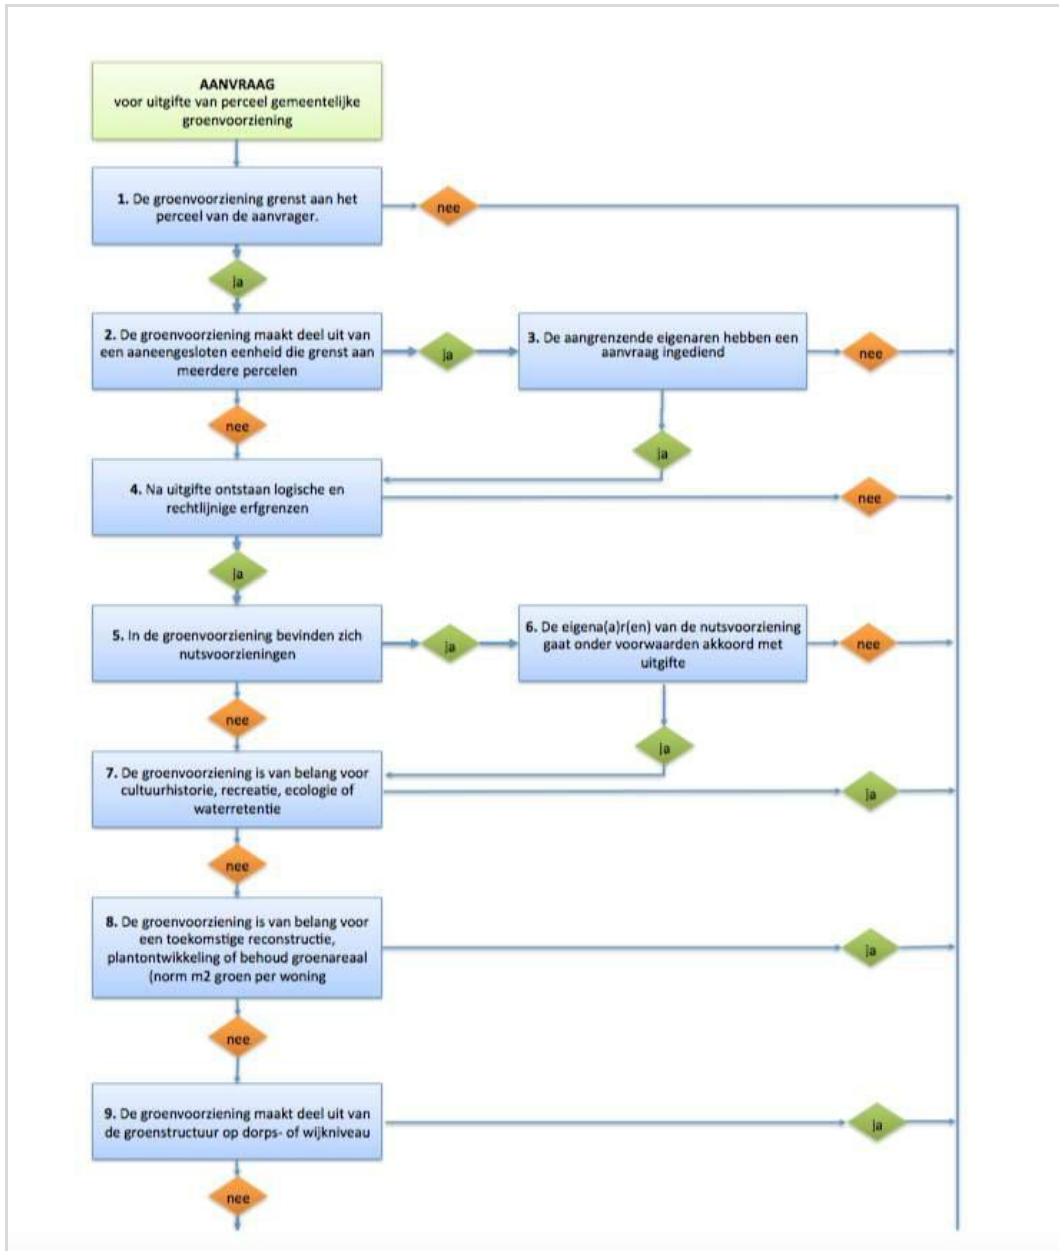 AANVRAAG
voor uitgifte van perceel gemeentelijke
groenvoorziening
1. De groenvoorziening grenst aan het
perceel van de aanvrager.
nee
ja
2. De groenvoorziening maakt deel uit van
een aaneengesloten eenheid die grenst aan
meerdere percelen
ja
3. De aangrenzende eigenaren hebben een
aanvraag ingediend
nee
nee
ja
4. Na uitgifte ontstaan logische en
rechtlijnige erfgrenzen
nee
ja
5. In de groenvoorziening bevinden zich
nutsvoorzieningen
ja
6. De eigena(a)r(en) van de nutsvoorziening
gaat onder voorwaarden akkoord met
uitgifte
nee
nee
ja
7. De groenvoorziening is van belang voor
cultuurhistorie, recreatie, ecologie of
waterretentie
ja
nee
8. De groenvoorziening is van belang voor
een toekomstige reconstructie,
plantontwikkeling of behoud groenareaal
(norm m2 groen per woning
ja
nee
9. De groenvoorziening maakt deel uit van
de groenstructuur op dorps- of wijkniveau
ja
nee